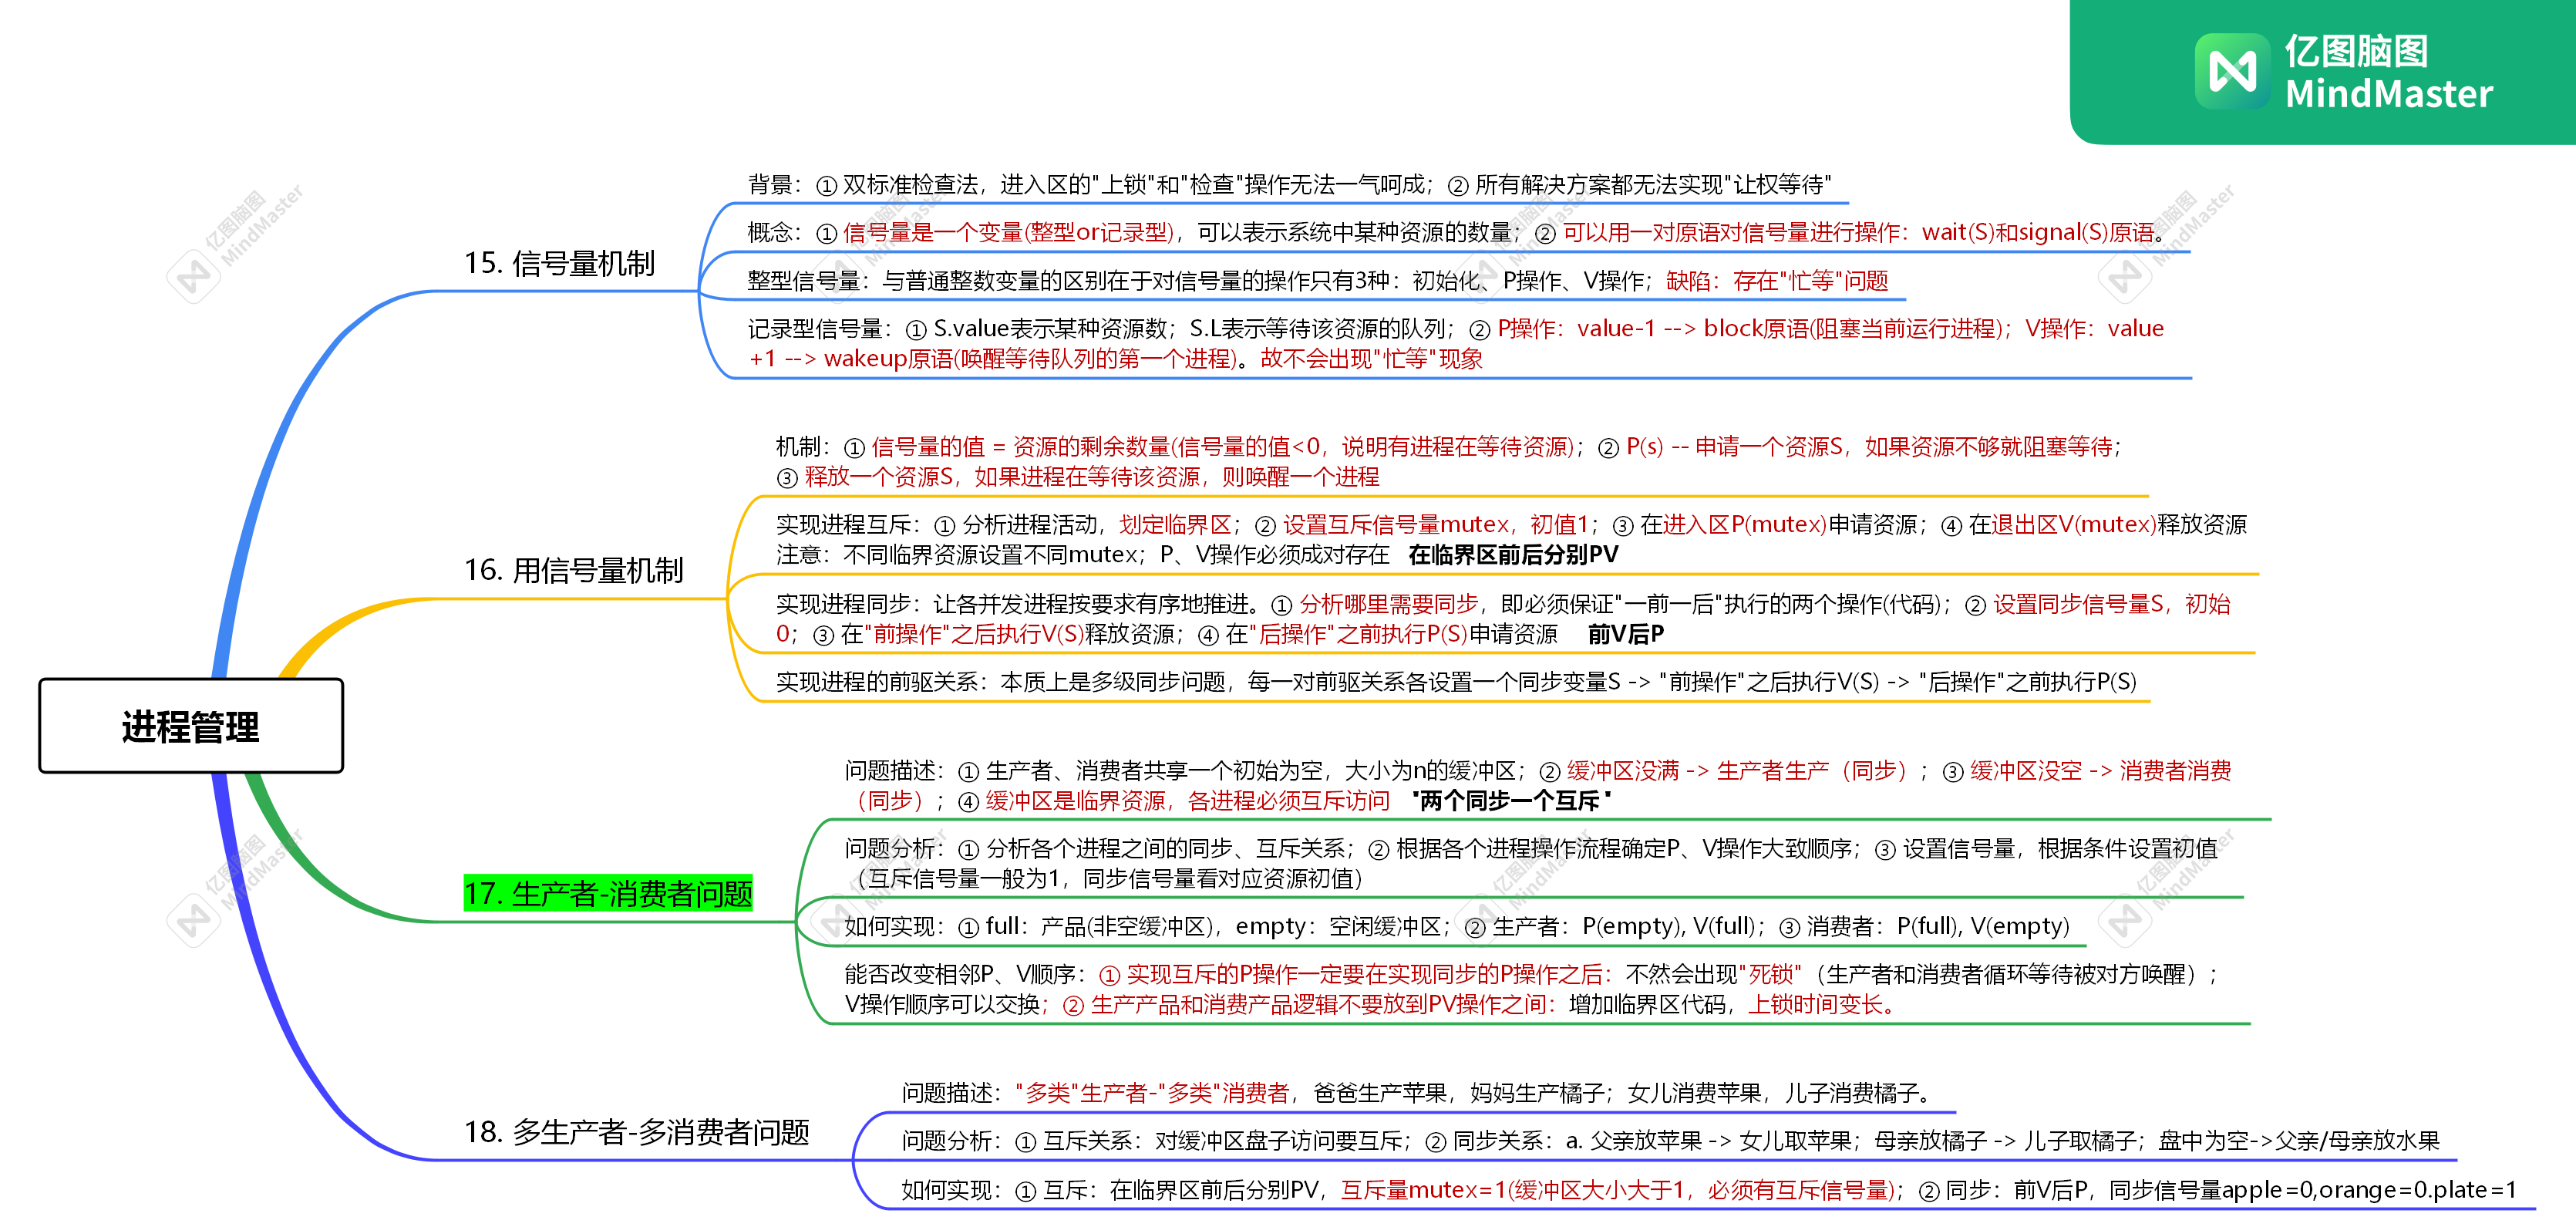 亿图脑图
MindMaster
背景：① 双标准检查法，进入区的"上锁"和"检查"操作无法一气呵成；② 所有解决方案都无法实现"让权等待"
概念：① 信号量是一个变量(整型or记录型)，可以表示系统中某种资源的数量；② 可以用一对原语对信号量进行操作：wait(S)和signal(S)原语。
15. 信号量机制
整型信号量：与普通整数变量的区别在于对信号量的操作只有3种：初始化、P操作、V操作；缺陷：存在"忙等"问题
记录型信号量：① S.value表示某种资源数；S.L表示等待该资源的队列；② P操作：value-1 --> block原语(阻塞当前运行进程)；V操作：value
+1 --> wakeup原语(唤醒等待队列的第一个进程)。故不会出现"忙等"现象
机制：① 信号量的值 = 资源的剩余数量(信号量的值<0，说明有进程在等待资源)；② P(s) -- 申请一个资源S，如果资源不够就阻塞等待；
③ 释放一个资源S，如果进程在等待该资源，则唤醒一个进程
实现进程互斥：① 分析进程活动，划定临界区；② 设置互斥信号量mutex，初值1；③ 在进入区P(mutex)申请资源；④ 在退出区V(mutex)释放资源
注意：不同临界资源设置不同mutex；P、V操作必须成对存在 在临界区前后分别PV
16. 用信号量机制
实现进程同步：让各并发进程按要求有序地推进。① 分析哪里需要同步，即必须保证"一前一后"执行的两个操作(代码)；② 设置同步信号量S，初始
0；③ 在"前操作"之后执行V(S)释放资源；④ 在"后操作"之前执行P(S)申请资源 前V后P
实现进程的前驱关系：本质上是多级同步问题，每一对前驱关系各设置一个同步变量S -> "前操作"之后执行V(S) -> "后操作"之前执行P(S)
进程管理
问题描述：① 生产者、消费者共享一个初始为空，大小为n的缓冲区；② 缓冲区没满 -> 生产者生产（同步）；③ 缓冲区没空 -> 消费者消费
（同步）；④ 缓冲区是临界资源，各进程必须互斥访问 "两个同步一个互斥"
问题分析：① 分析各个进程之间的同步、互斥关系；② 根据各个进程操作流程确定P、V操作大致顺序；③ 设置信号量，根据条件设置初值
（互斥信号量一般为1，同步信号量看对应资源初值）
17. 生产者-消费者问题
如何实现：① full：产品(非空缓冲区)，empty：空闲缓冲区；② 生产者：P(empty), V(full)；③ 消费者：P(full), V(empty)
能否改变相邻P、V顺序：① 实现互斥的P操作一定要在实现同步的P操作之后：不然会出现"死锁"（生产者和消费者循环等待被对方唤醒）；
V操作顺序可以交换；② 生产产品和消费产品逻辑不要放到PV操作之间：增加临界区代码，上锁时间变长。
问题描述："多类"生产者-"多类"消费者，爸爸生产苹果，妈妈生产橘子；女儿消费苹果，儿子消费橘子。
18. 多生产者-多消费者问题
问题分析：① 互斥关系：对缓冲区盘子访问要互斥；② 同步关系：a. 父亲放苹果 -> 女儿取苹果；母亲放橘子 -> 儿子取橘子；盘中为空->父亲/母亲放水果
如何实现：① 互斥：在临界区前后分别PV，互斥量mutex=1(缓冲区大小大于1，必须有互斥信号量)；② 同步：前V后P，同步信号量apple=0,orange=0.plate=1